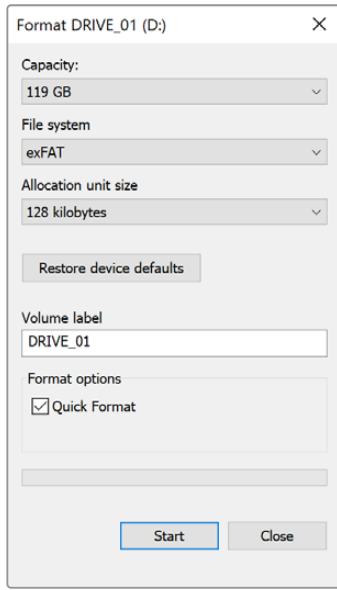 Format DRIVE_01 (D:)
Capacity:
119 GB
File system
exFAT
Allocation unit size
128 kilobytes
Restore device defaults
Volume label
DRIVE_01
Format options
Quick Format
Start Close